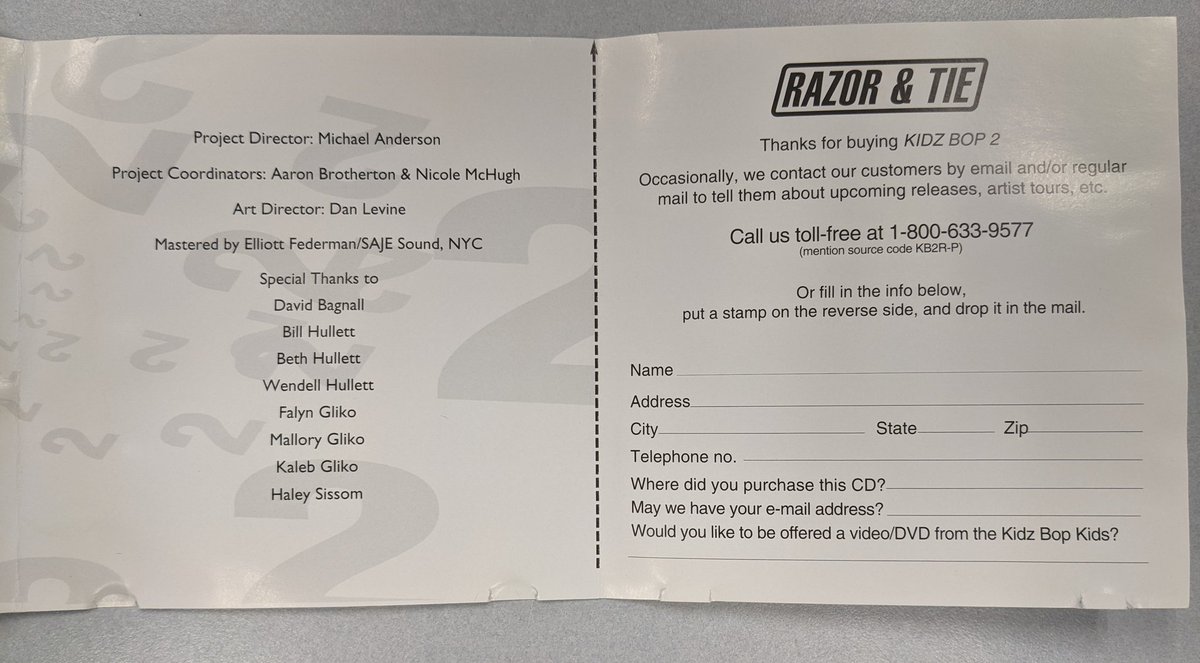 Project Director: Michael Anderson
Project Coordinators: Aaron Brotherton & Nicole McHugh
Art Director: Dan Levine
Mastered by Elliott Federman/SAJE Sound, NYC
Special Thanks to
David Bagnall
Bill Hullett
Beth Hullett
Wendell Hullett
Falyn Gliko
Mallory Gliko
Kaleb Gliko
Haley Sissom
2
2
RAZOR & TIE
Thanks for buying KIDZ BOP 2
Occasionally, we contact our customers by email and/or regular
mail to tell them about upcoming releases, artist tours, etc.
Call us toll-free at 1-800-633-9577
(mention source code KB2R-P)
Or fill in the info below,
put a stamp on the reverse side, and drop it in the mail.
Name
Address
City State Zip
Telephone no.
Where did you purchase this CD?
May we have your e-mail address?
Would you like to be offered a video/DVD from the Kidz Bop Kids?